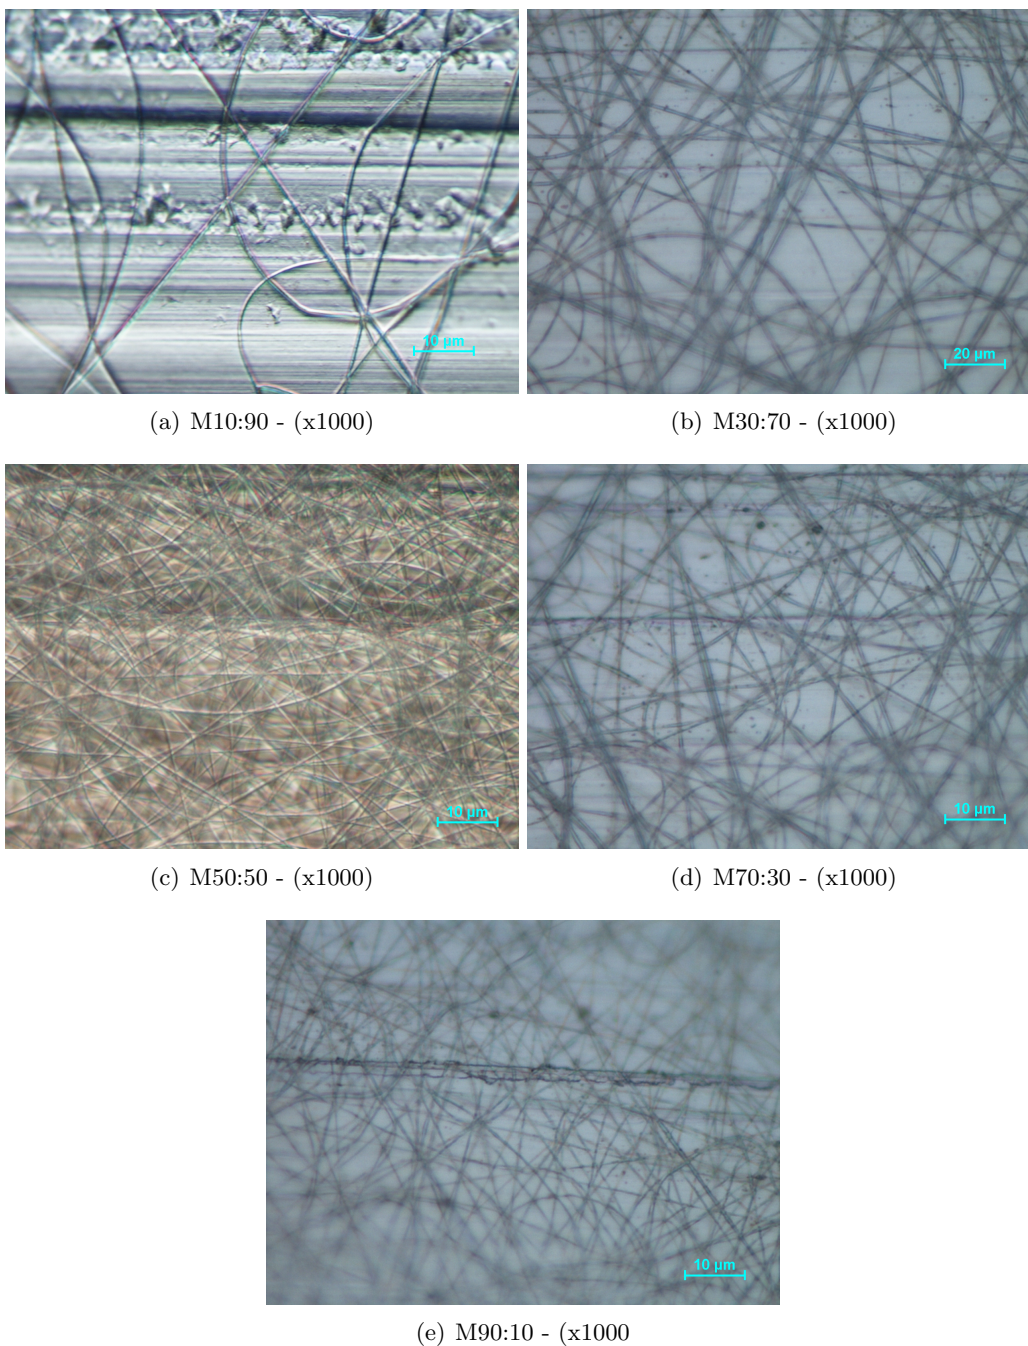 10 µm
20 µm
(a) M10:90 - (x1000)
(b) M30:70 - (x1000)
10 µm
10 µm
(c) M50:50 - (x1000)
(d) M70:30 - (x1000)
10 µm
(e) M90:10 - (x1000